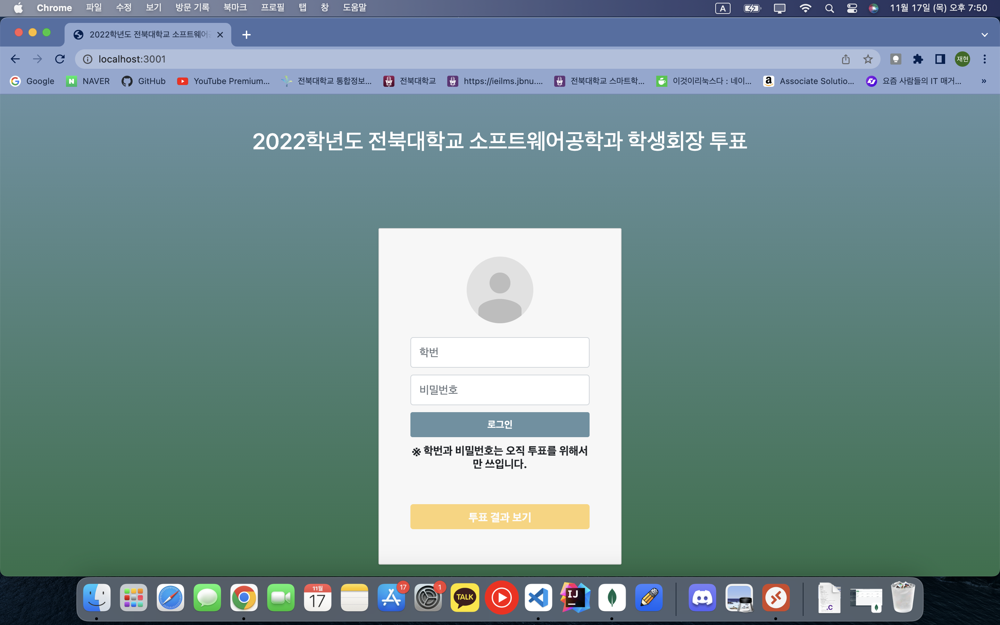 Chrome 파일 수정 보기 방문 기록 북마크 프로필 탭 창 도움말 A 11월 17일 (목) 오후 7:50
2022학년도 전북대학교 소프트웨어
localhost:3001 재현
Google NAVER GitHub YouTube Premium... 전북대학교 통합정보... 전북대학교 https://ieilms.jbnu.... 전북대학교 스마트학... 이것이리눅스다 : 네이... Associate Solutio... 요즘 사람들의 IT 매거... »
2022학년도 전북대학교 소프트웨어공학과 학생회장 투표
학번
비밀번호
로그인
※ 학번과 비밀번호는 오직 투표를 위해서
만 쓰입니다.
투표 결과 보기
11월
17
17
1
TALK
IJ
.C